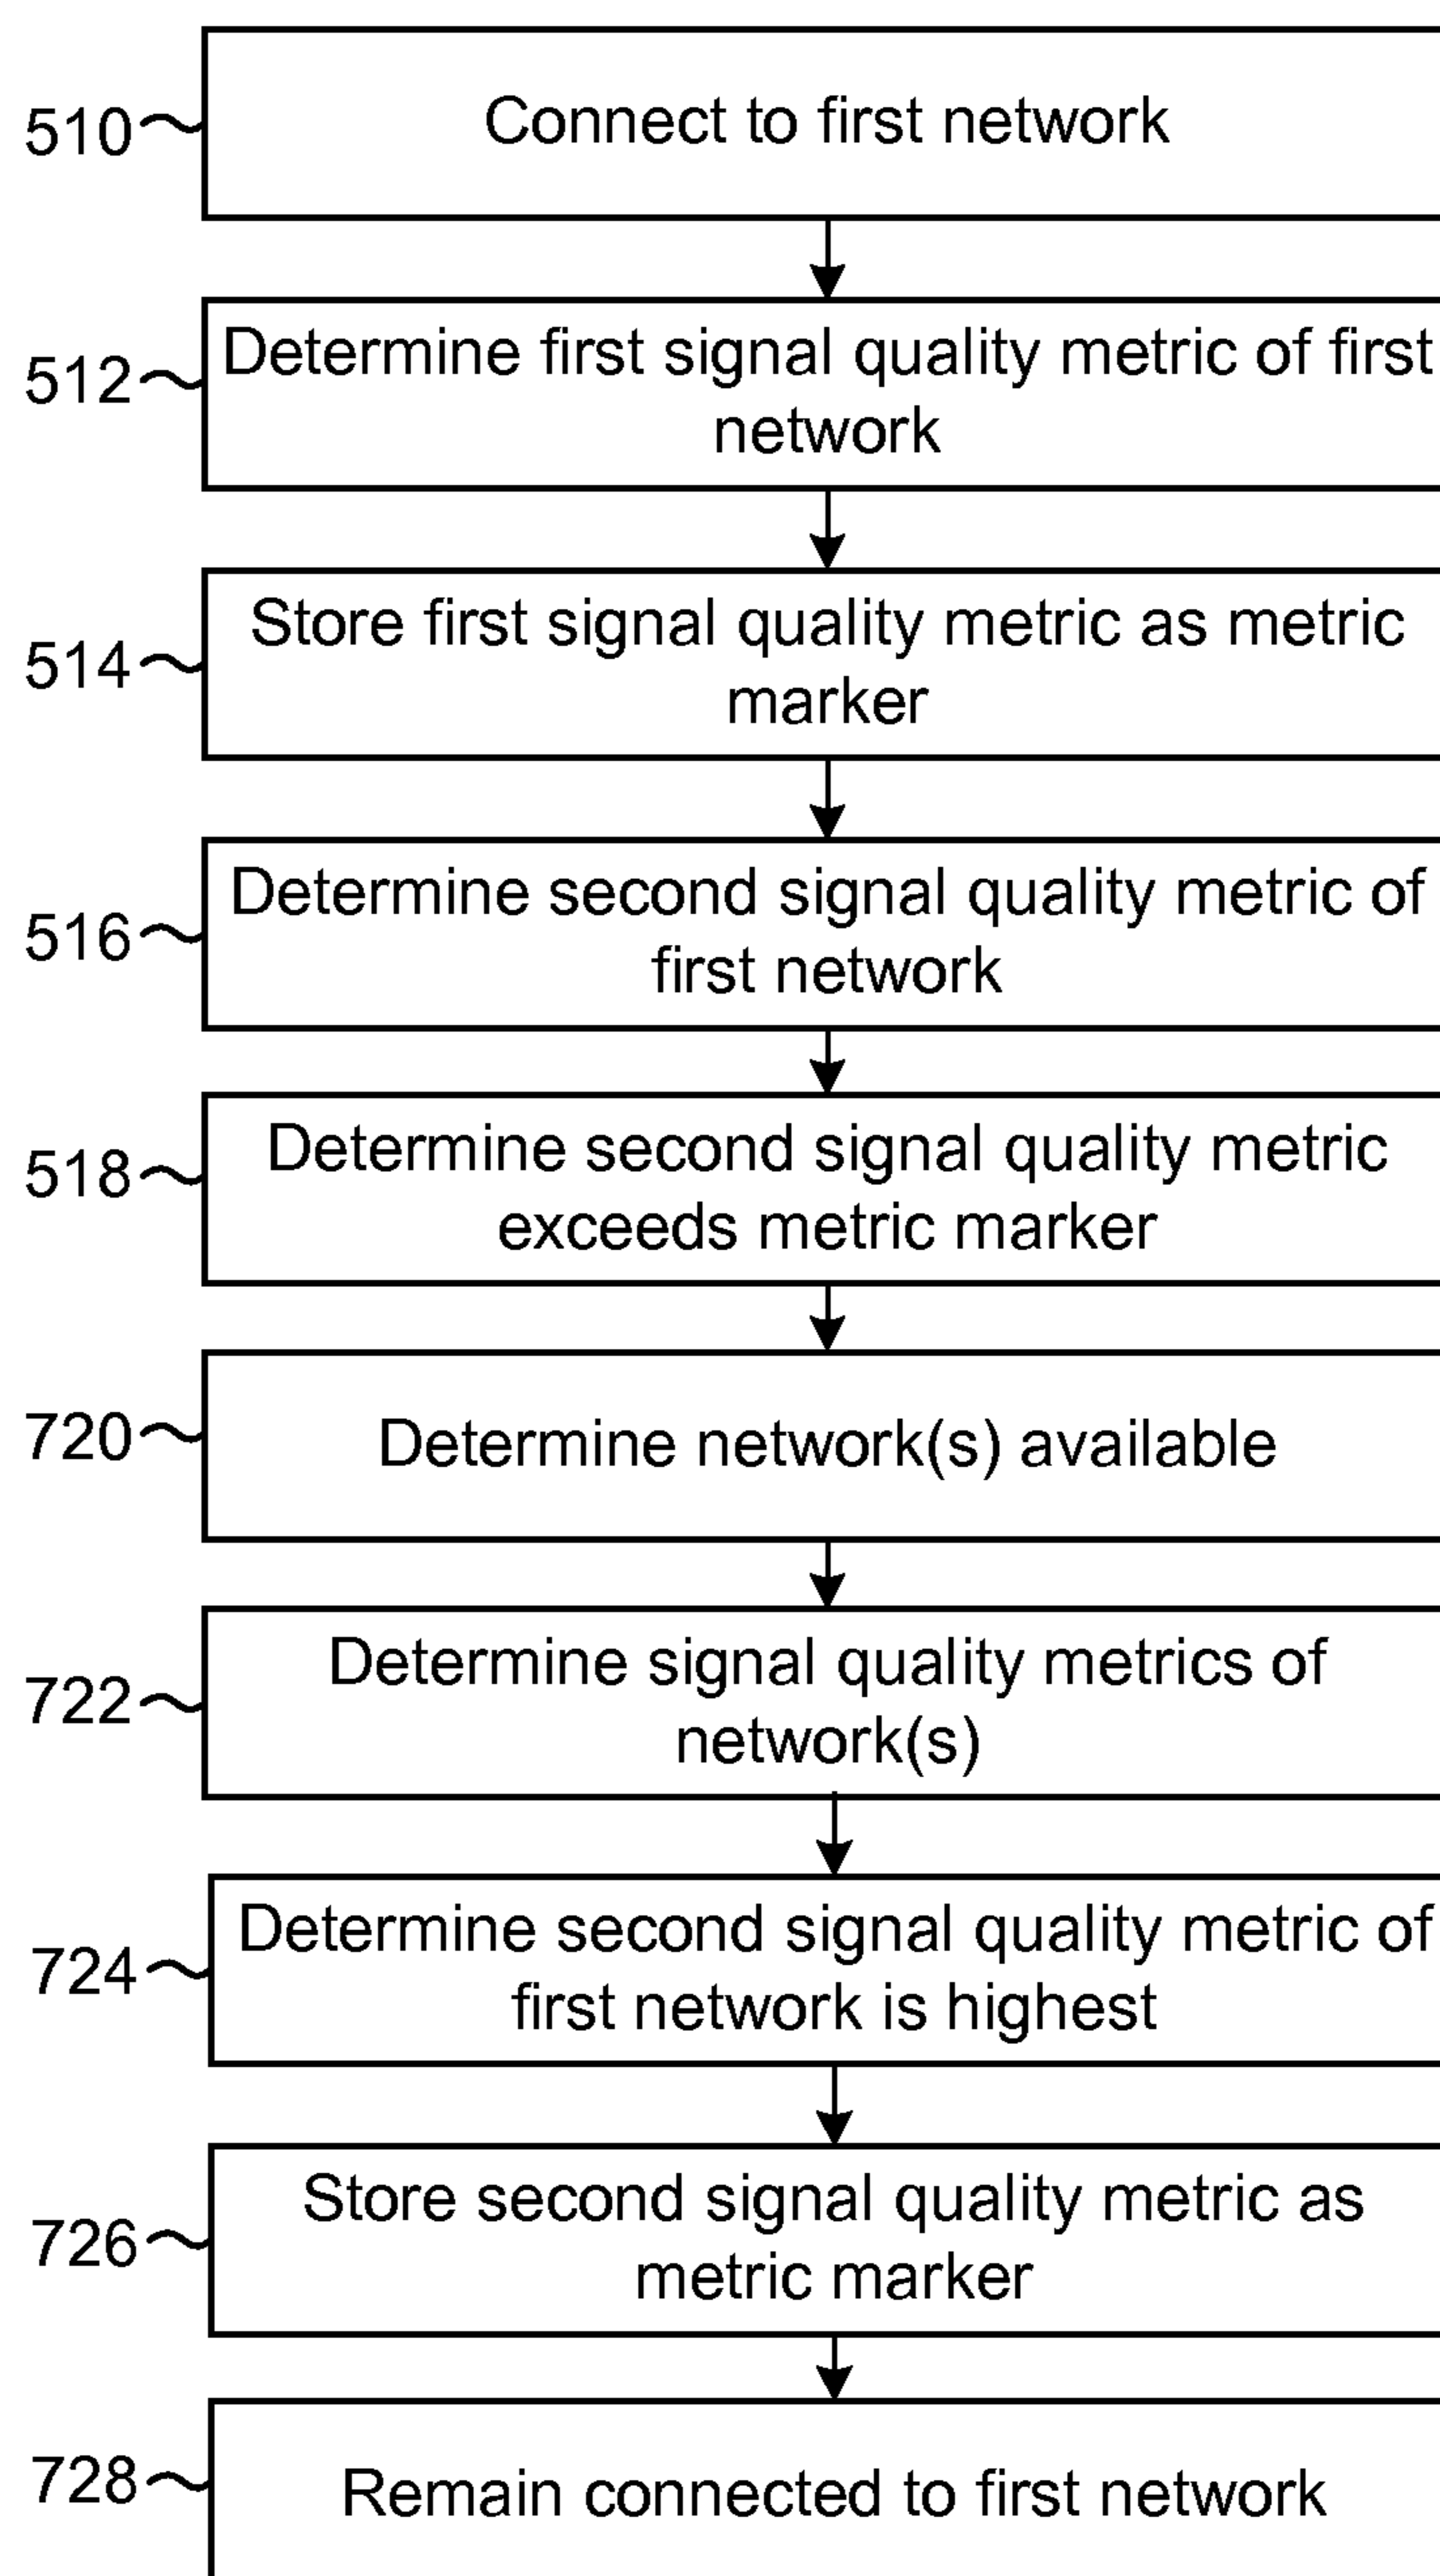 510
Connect to first network
512
Determine first signal quality metric of first
network
514
Store first signal quality metric as metric
marker
516
Determine second signal quality metric of
first network
518
Determine second signal quality metric
exceeds metric marker
720
Determine network(s) available
722
Determine signal quality metrics of
network(s)
724
Determine second signal quality metric of
first network is highest
726
Store second signal quality metric as
metric marker
728
Remain connected to first network